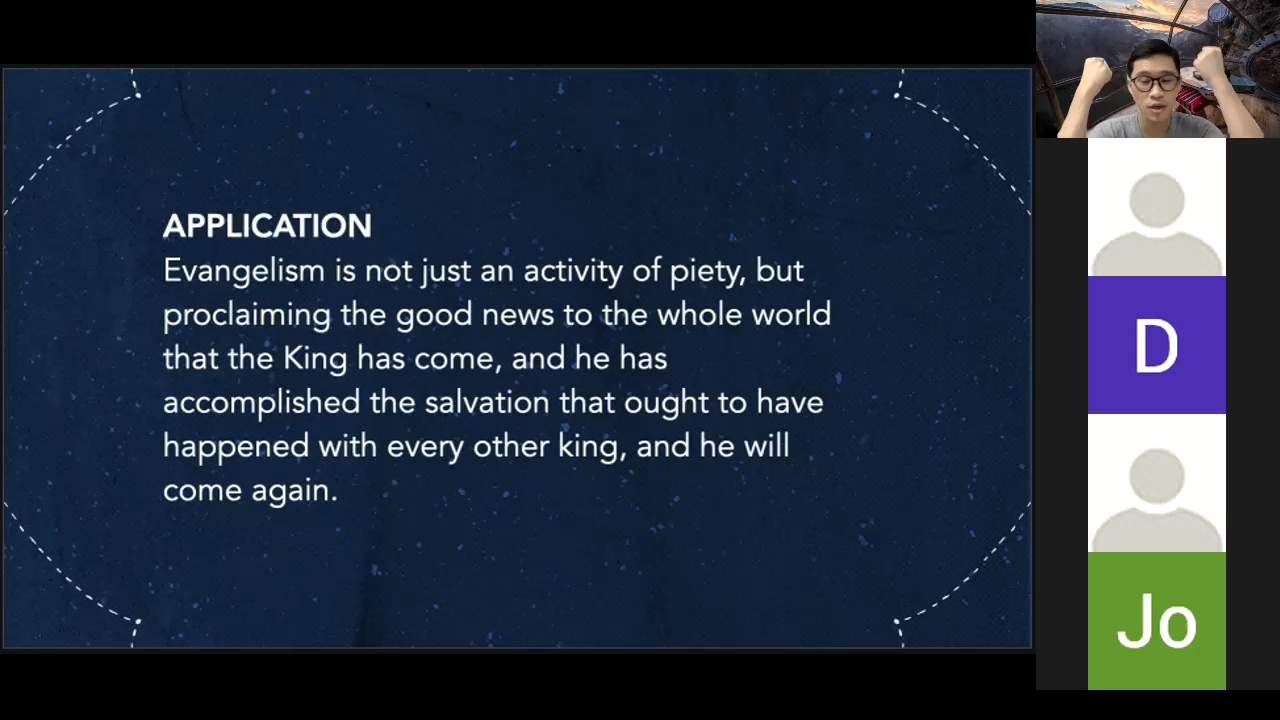 APPLICATION
Evangelism is not just an activity of piety, but
proclaiming the good news to the whole world
that the King has come, and he has
accomplished the salvation that ought to have
happened with every other king, and he will
come again.
D
Jo